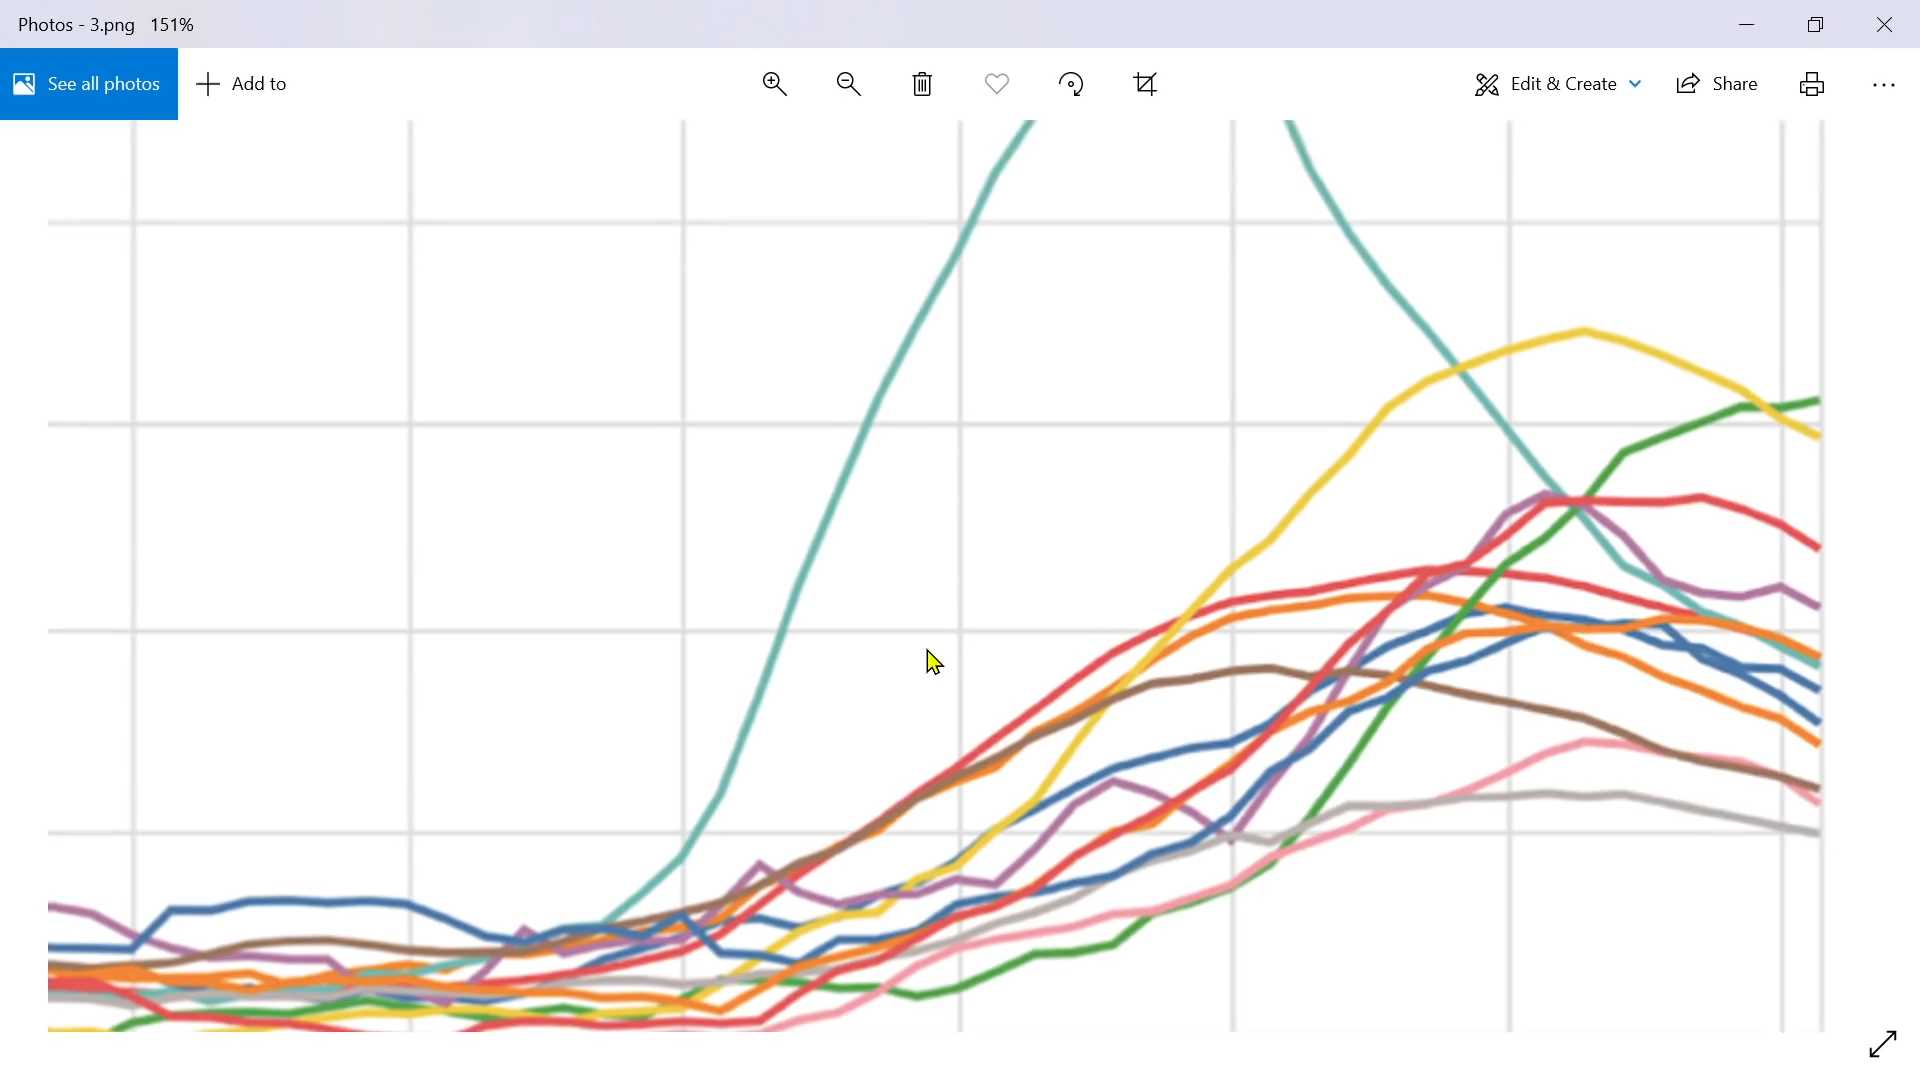 Photos - 3.png 151%
See all photos
Add to
Edit & Create
Share